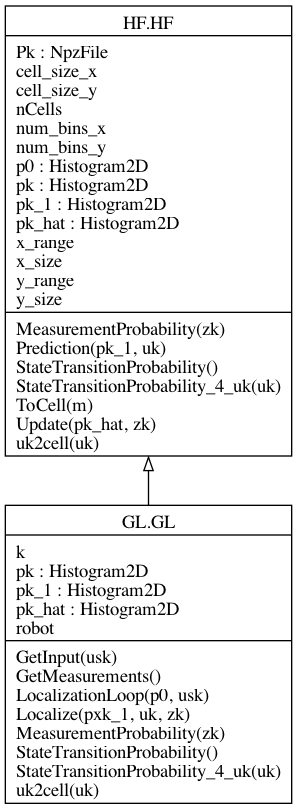 HF.HF
Pk : NpzFile
cell_size_x
cell_size_y
nCells
num_bins_x
num_bins_y
p0 : Histogram2D
pk : Histogram2D
pk_1 : Histogram2D
pk_hat : Histogram2D
x_range
x_size
y_range
y_size
MeasurementProbability(zk)
Prediction(pk_1, uk)
StateTransitionProbability()
StateTransitionProbability_4_uk(uk)
ToCell(m)
Update(pk_hat, zk)
uk2cell(uk)
GL.GL
k
pk : Histogram2D
pk_1 : Histogram2D
pk_hat : Histogram2D
robot
GetInput(usk)
GetMeasurements()
LocalizationLoop(p0, usk)
Localize(pxk_1, uk, zk)
MeasurementProbability(zk)
StateTransitionProbability()
StateTransitionProbability_4_uk(uk)
uk2cell(uk)